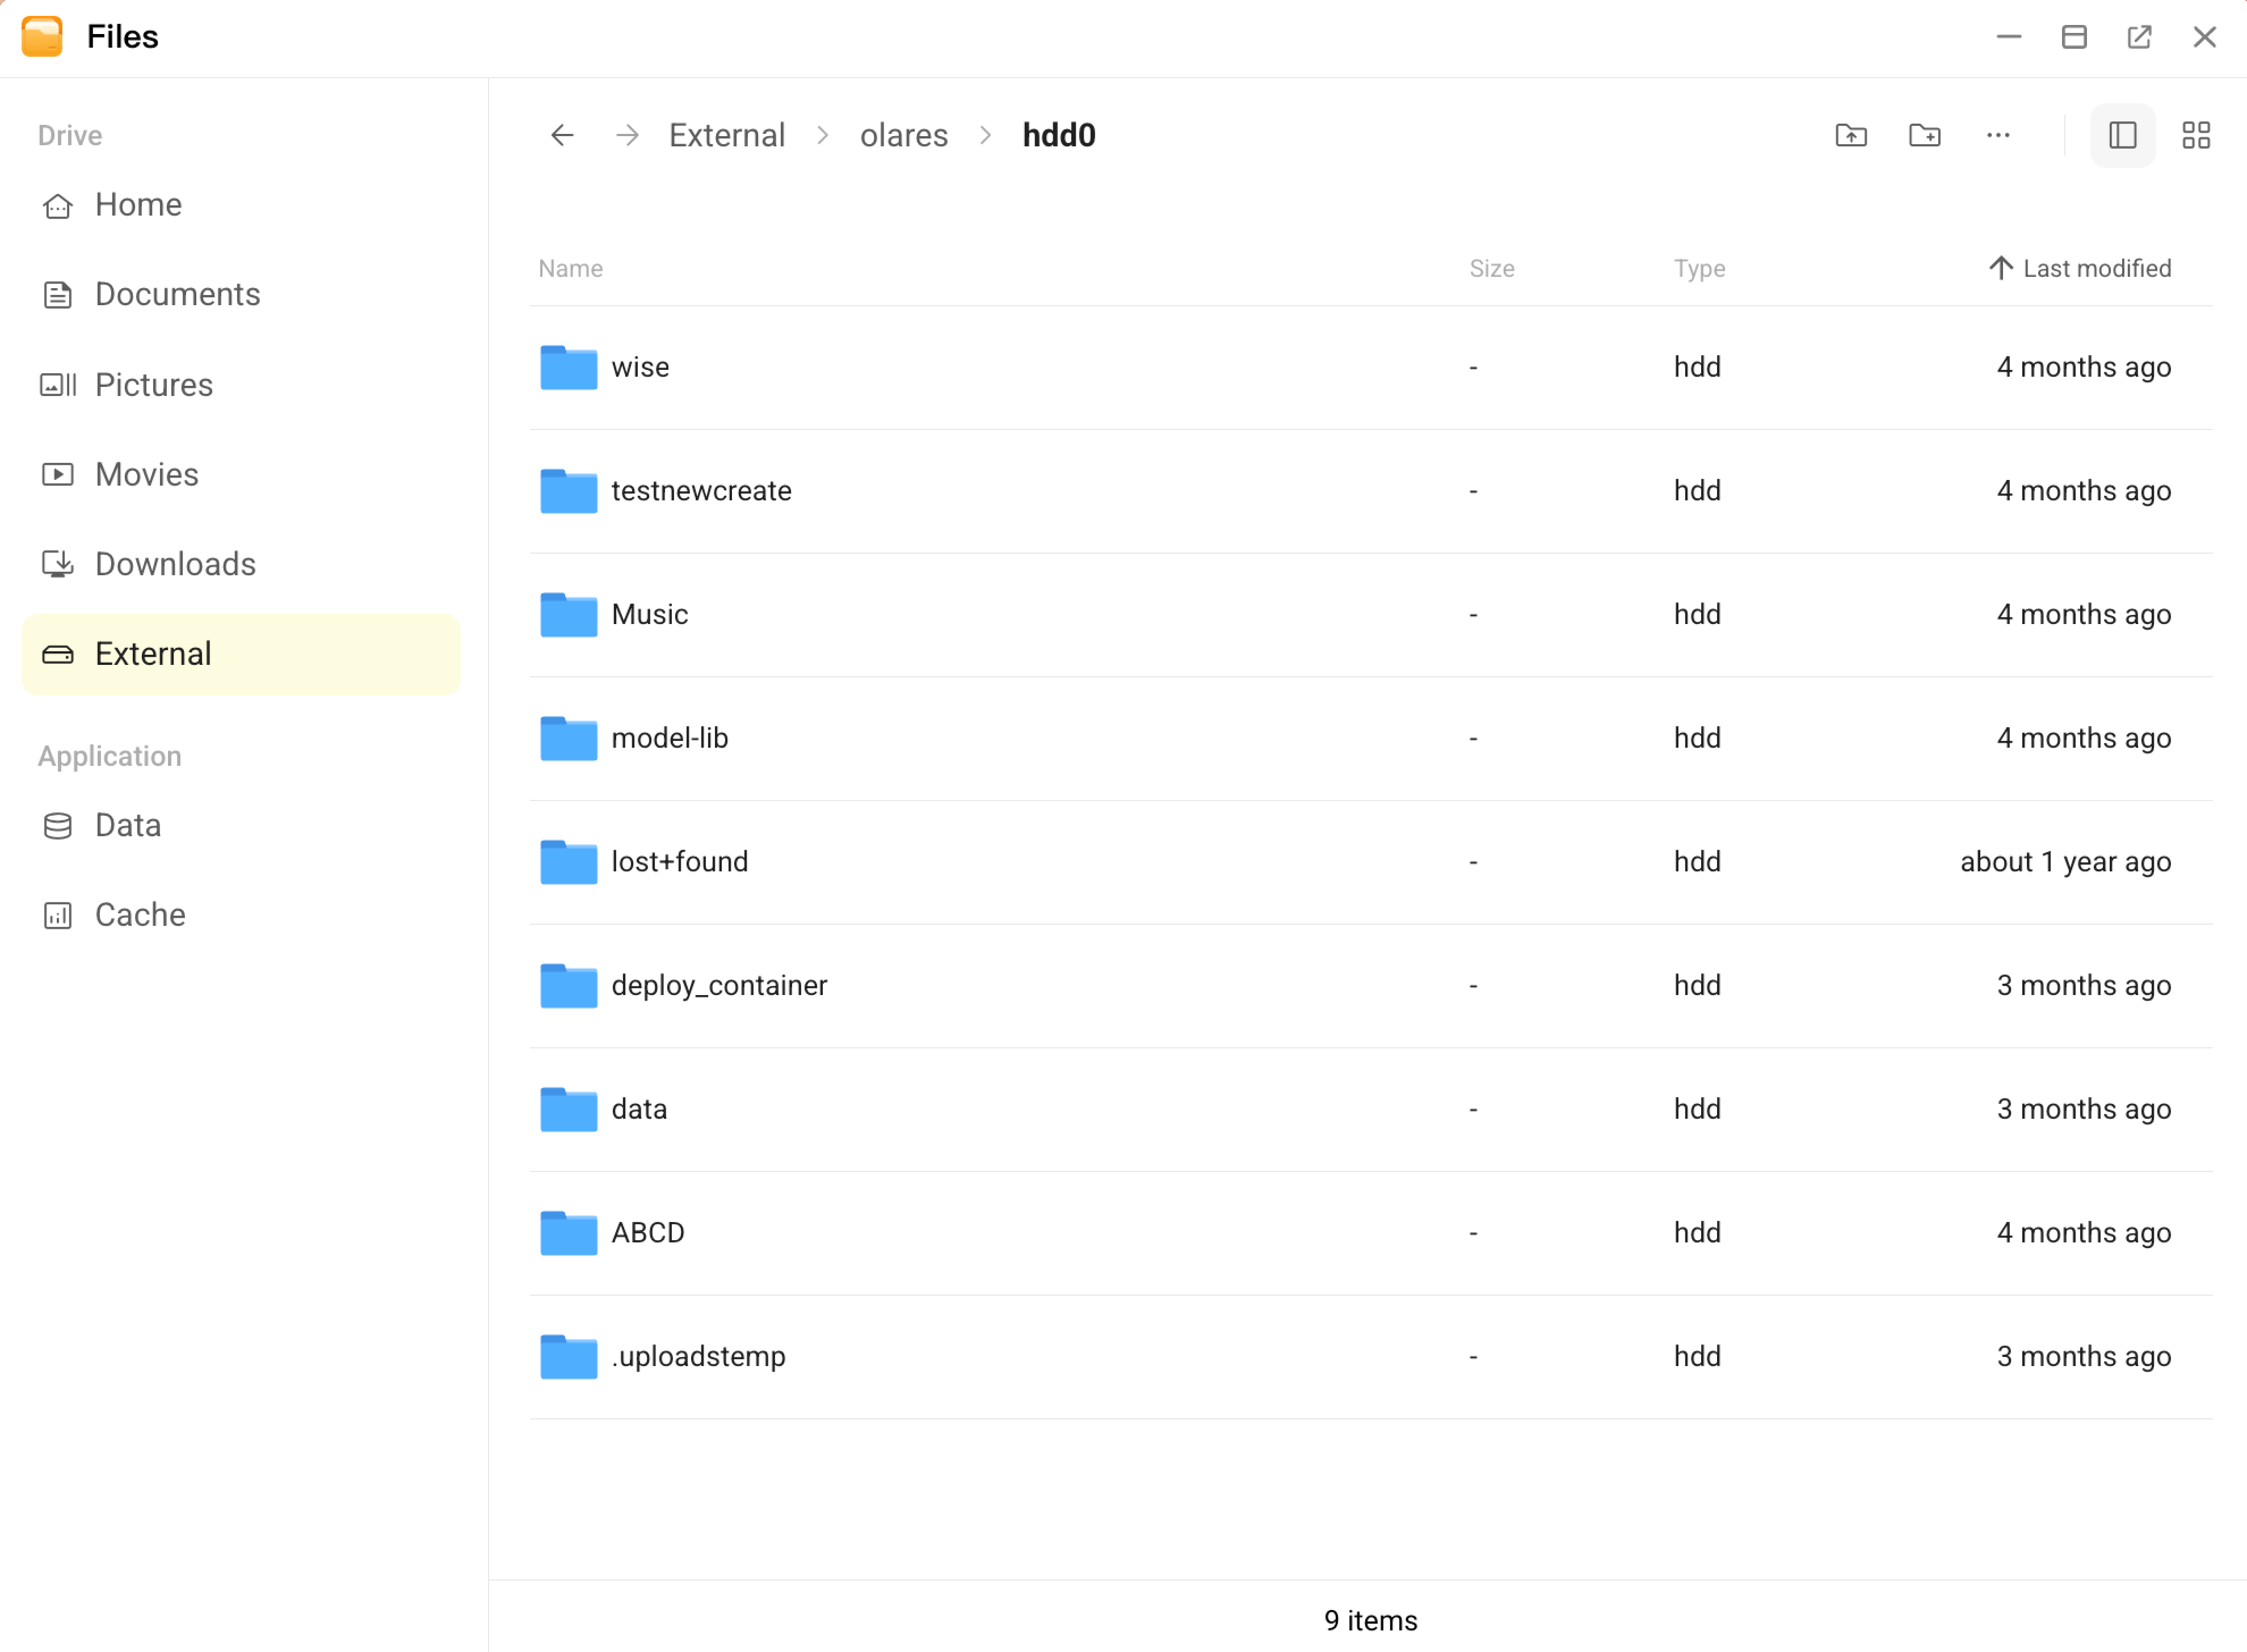 Files
Drive
Home
Documents
Pictures
Movies
Downloads
External
Application
Data
Cache
External > olares > hdd0
Name Size Type Last modified
wise - hdd 4 months ago
testnewcreate - hdd 4 months ago
Music - hdd 4 months ago
model-lib - hdd 4 months ago
lost+found - hdd about 1 year ago
deploy_container - hdd 3 months ago
data - hdd 3 months ago
ABCD - hdd 4 months ago
.uploadstemp - hdd 3 months ago
9 items